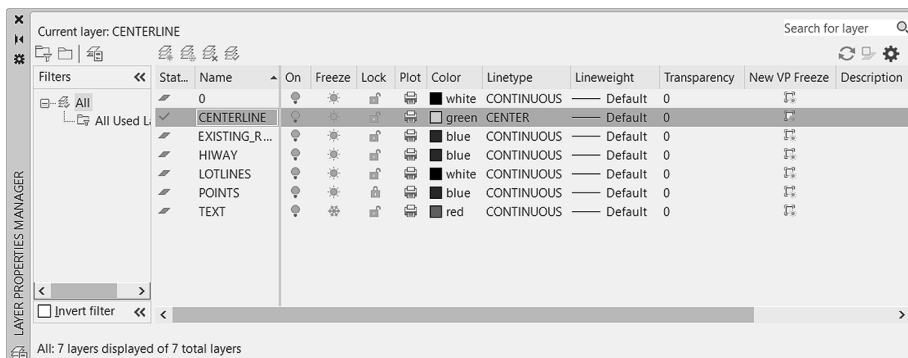 Current layer: CENTERLINE
Search for layer
Filters
Stat... Name On Freeze Lock Plot Color Linetype Lineweight Transparency New VP Freeze Description
All
All Used L
0 white CONTINUOUS Default 0
CENTERLINE green CENTER Default 0
EXISTING_R... blue CONTINUOUS Default 0
HIWAY blue CONTINUOUS Default 0
LOTLINES white CONTINUOUS Default 0
POINTS blue CONTINUOUS Default 0
TEXT red CONTINUOUS Default 0
Invert filter
LAYER PROPERTIES MANAGER
All: 7 layers displayed of 7 total layers